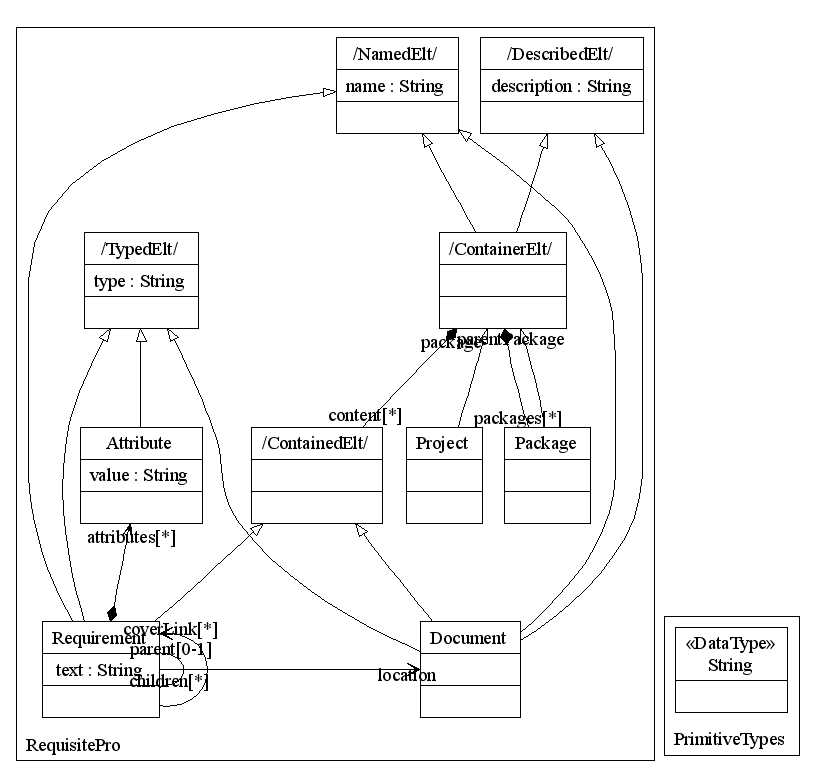 /NamedElt/
name : String
/DescribedElt/
description : String
/TypedElt/
type : String
/ContainerElt/
package
parentPackage
content[*]
packages[*]
Attribute
value : String
/ContainedElt/
Project
Package
attributes[*]
Requirement
text : String
coverLink[*]
parent[0-1]
children[*]
location
Document
«DataType»
String
RequisitePro
PrimitiveTypes